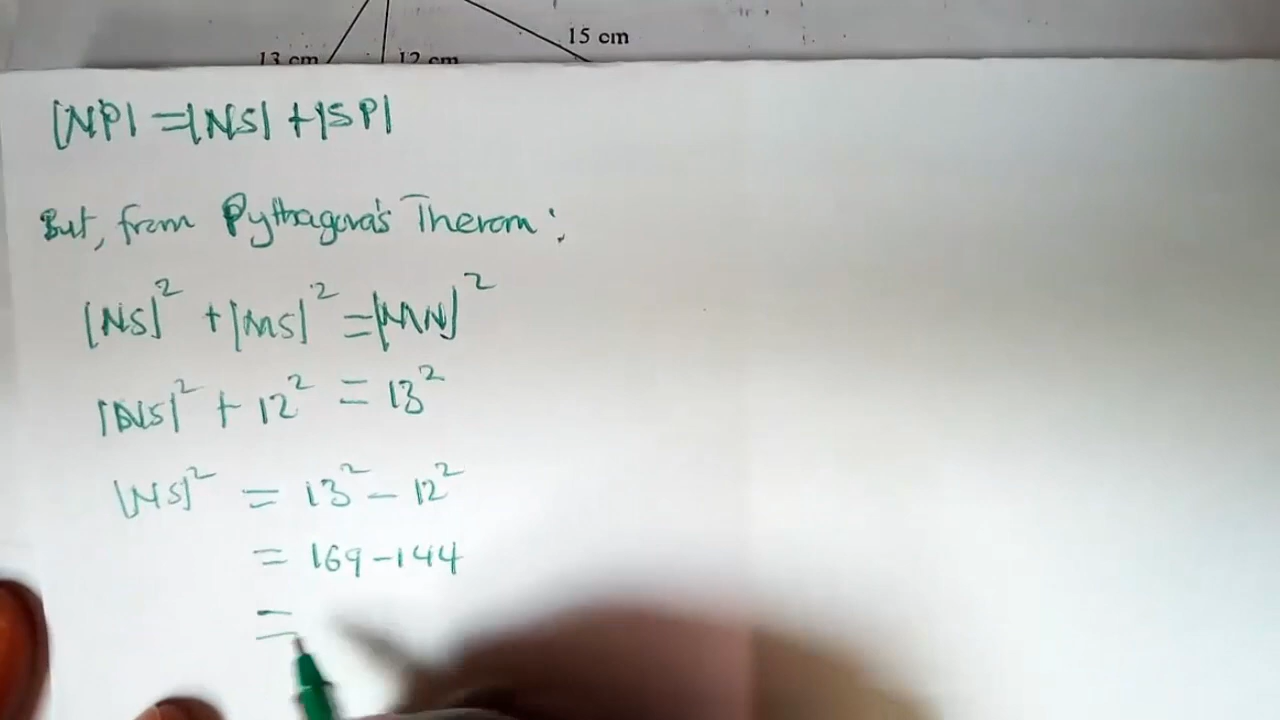 15 cm
13 cm 12 cm
|NP| = |NS| + |SP|
But, from Pythagora's Therom:
|NS|² + |MS|² = |MN|²
|NS|² + 12² = 13²
|NS|² = 13² - 12²
= 169 - 144
=